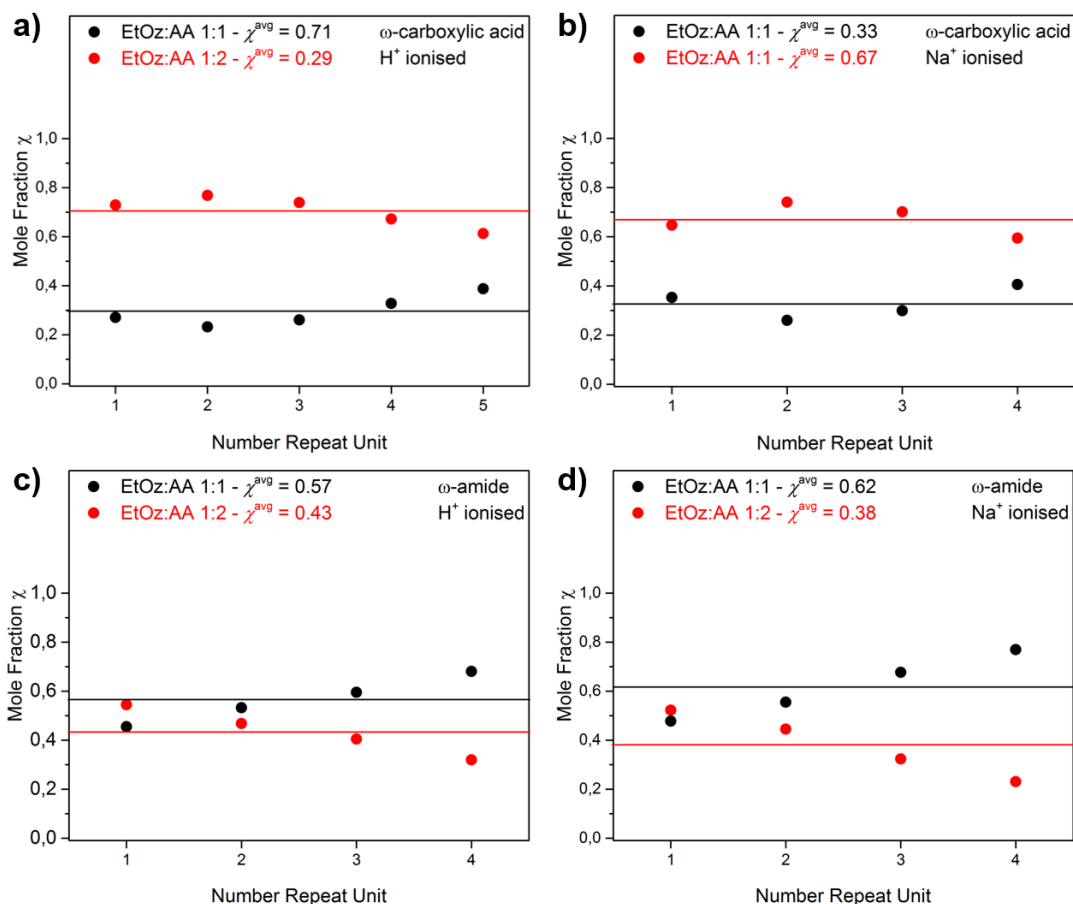 a)
EtOz:AA 1:1 - χavg = 0.71 ω-carboxylic acid
EtOz:AA 1:2 - χavg = 0.29 H+ ionised
Mole Fraction χ
1,0
0,8
0,6
0,4
0,2
0,0
1 2 3 4 5
Number Repeat Unit
b)
EtOz:AA 1:1 - χavg = 0.33 ω-carboxylic acid
EtOz:AA 1:1 - χavg = 0.67 Na+ ionised
Mole Fraction χ
1,0
0,8
0,6
0,4
0,2
0,0
1 2 3 4
Number Repeat Unit
c)
EtOz:AA 1:1 - χavg = 0.57 ω-amide
EtOz:AA 1:2 - χavg = 0.43 H+ ionised
Mole Fraction χ
1,0
0,8
0,6
0,4
0,2
0,0
1 2 3 4
Number Repeat Unit
d)
EtOz:AA 1:1 - χavg = 0.62 ω-amide
EtOz:AA 1:2 - χavg = 0.38 Na+ ionised
Mole Fraction χ
1,0
0,8
0,6
0,4
0,2
0,0
1 2 3 4
Number Repeat Unit